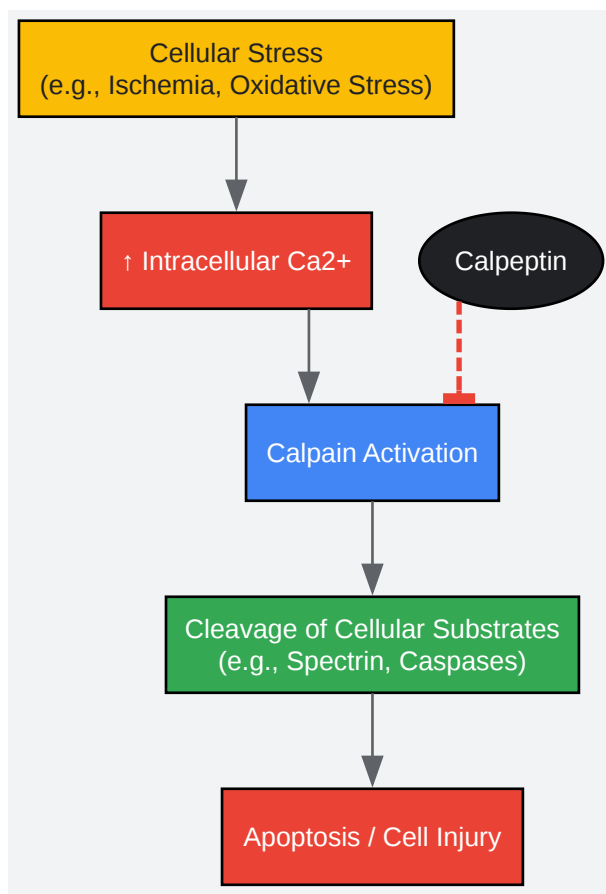 Cellular Stress
(e.g., Ischemia, Oxidative Stress)
↑ Intracellular Ca2+
Calpeptin
Calpain Activation
Cleavage of Cellular Substrates
(e.g., Spectrin, Caspases)
Apoptosis / Cell Injury